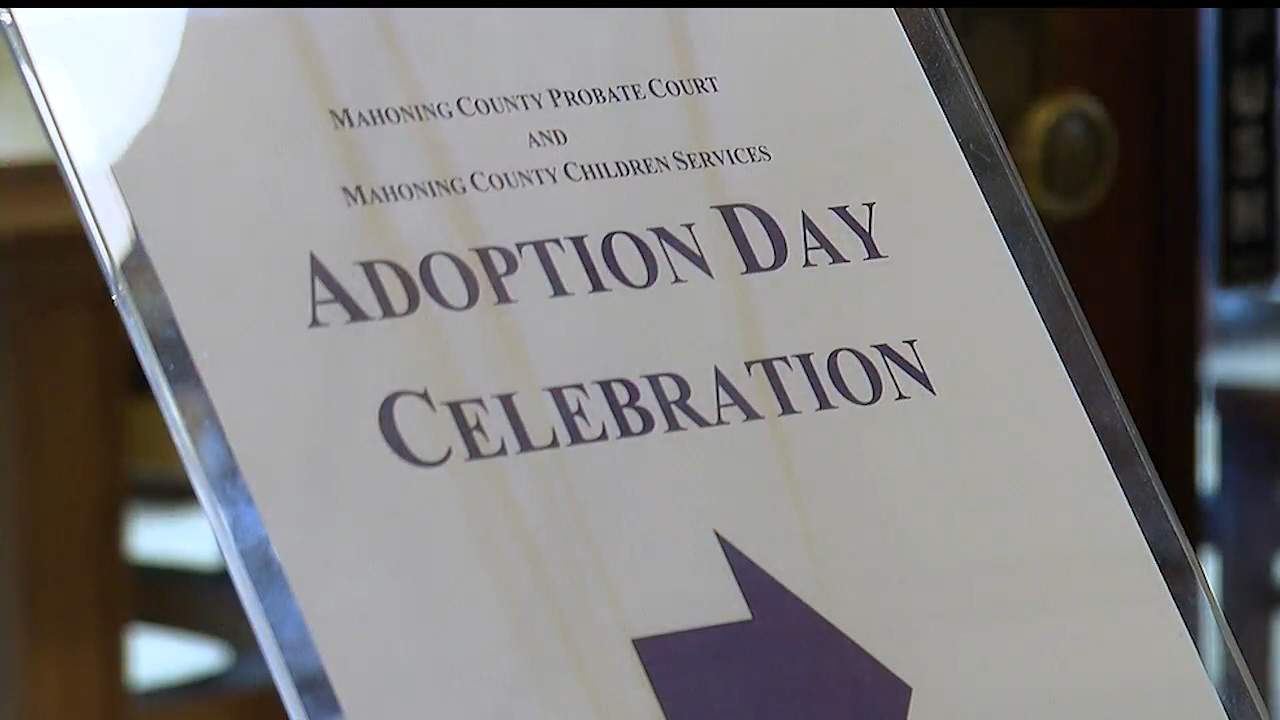 MAHONING COUNTY PROBATE COURT
AND
MAHONING COUNTY CHILDREN SERVICES
ADOPTION DAY
CELEBRATION